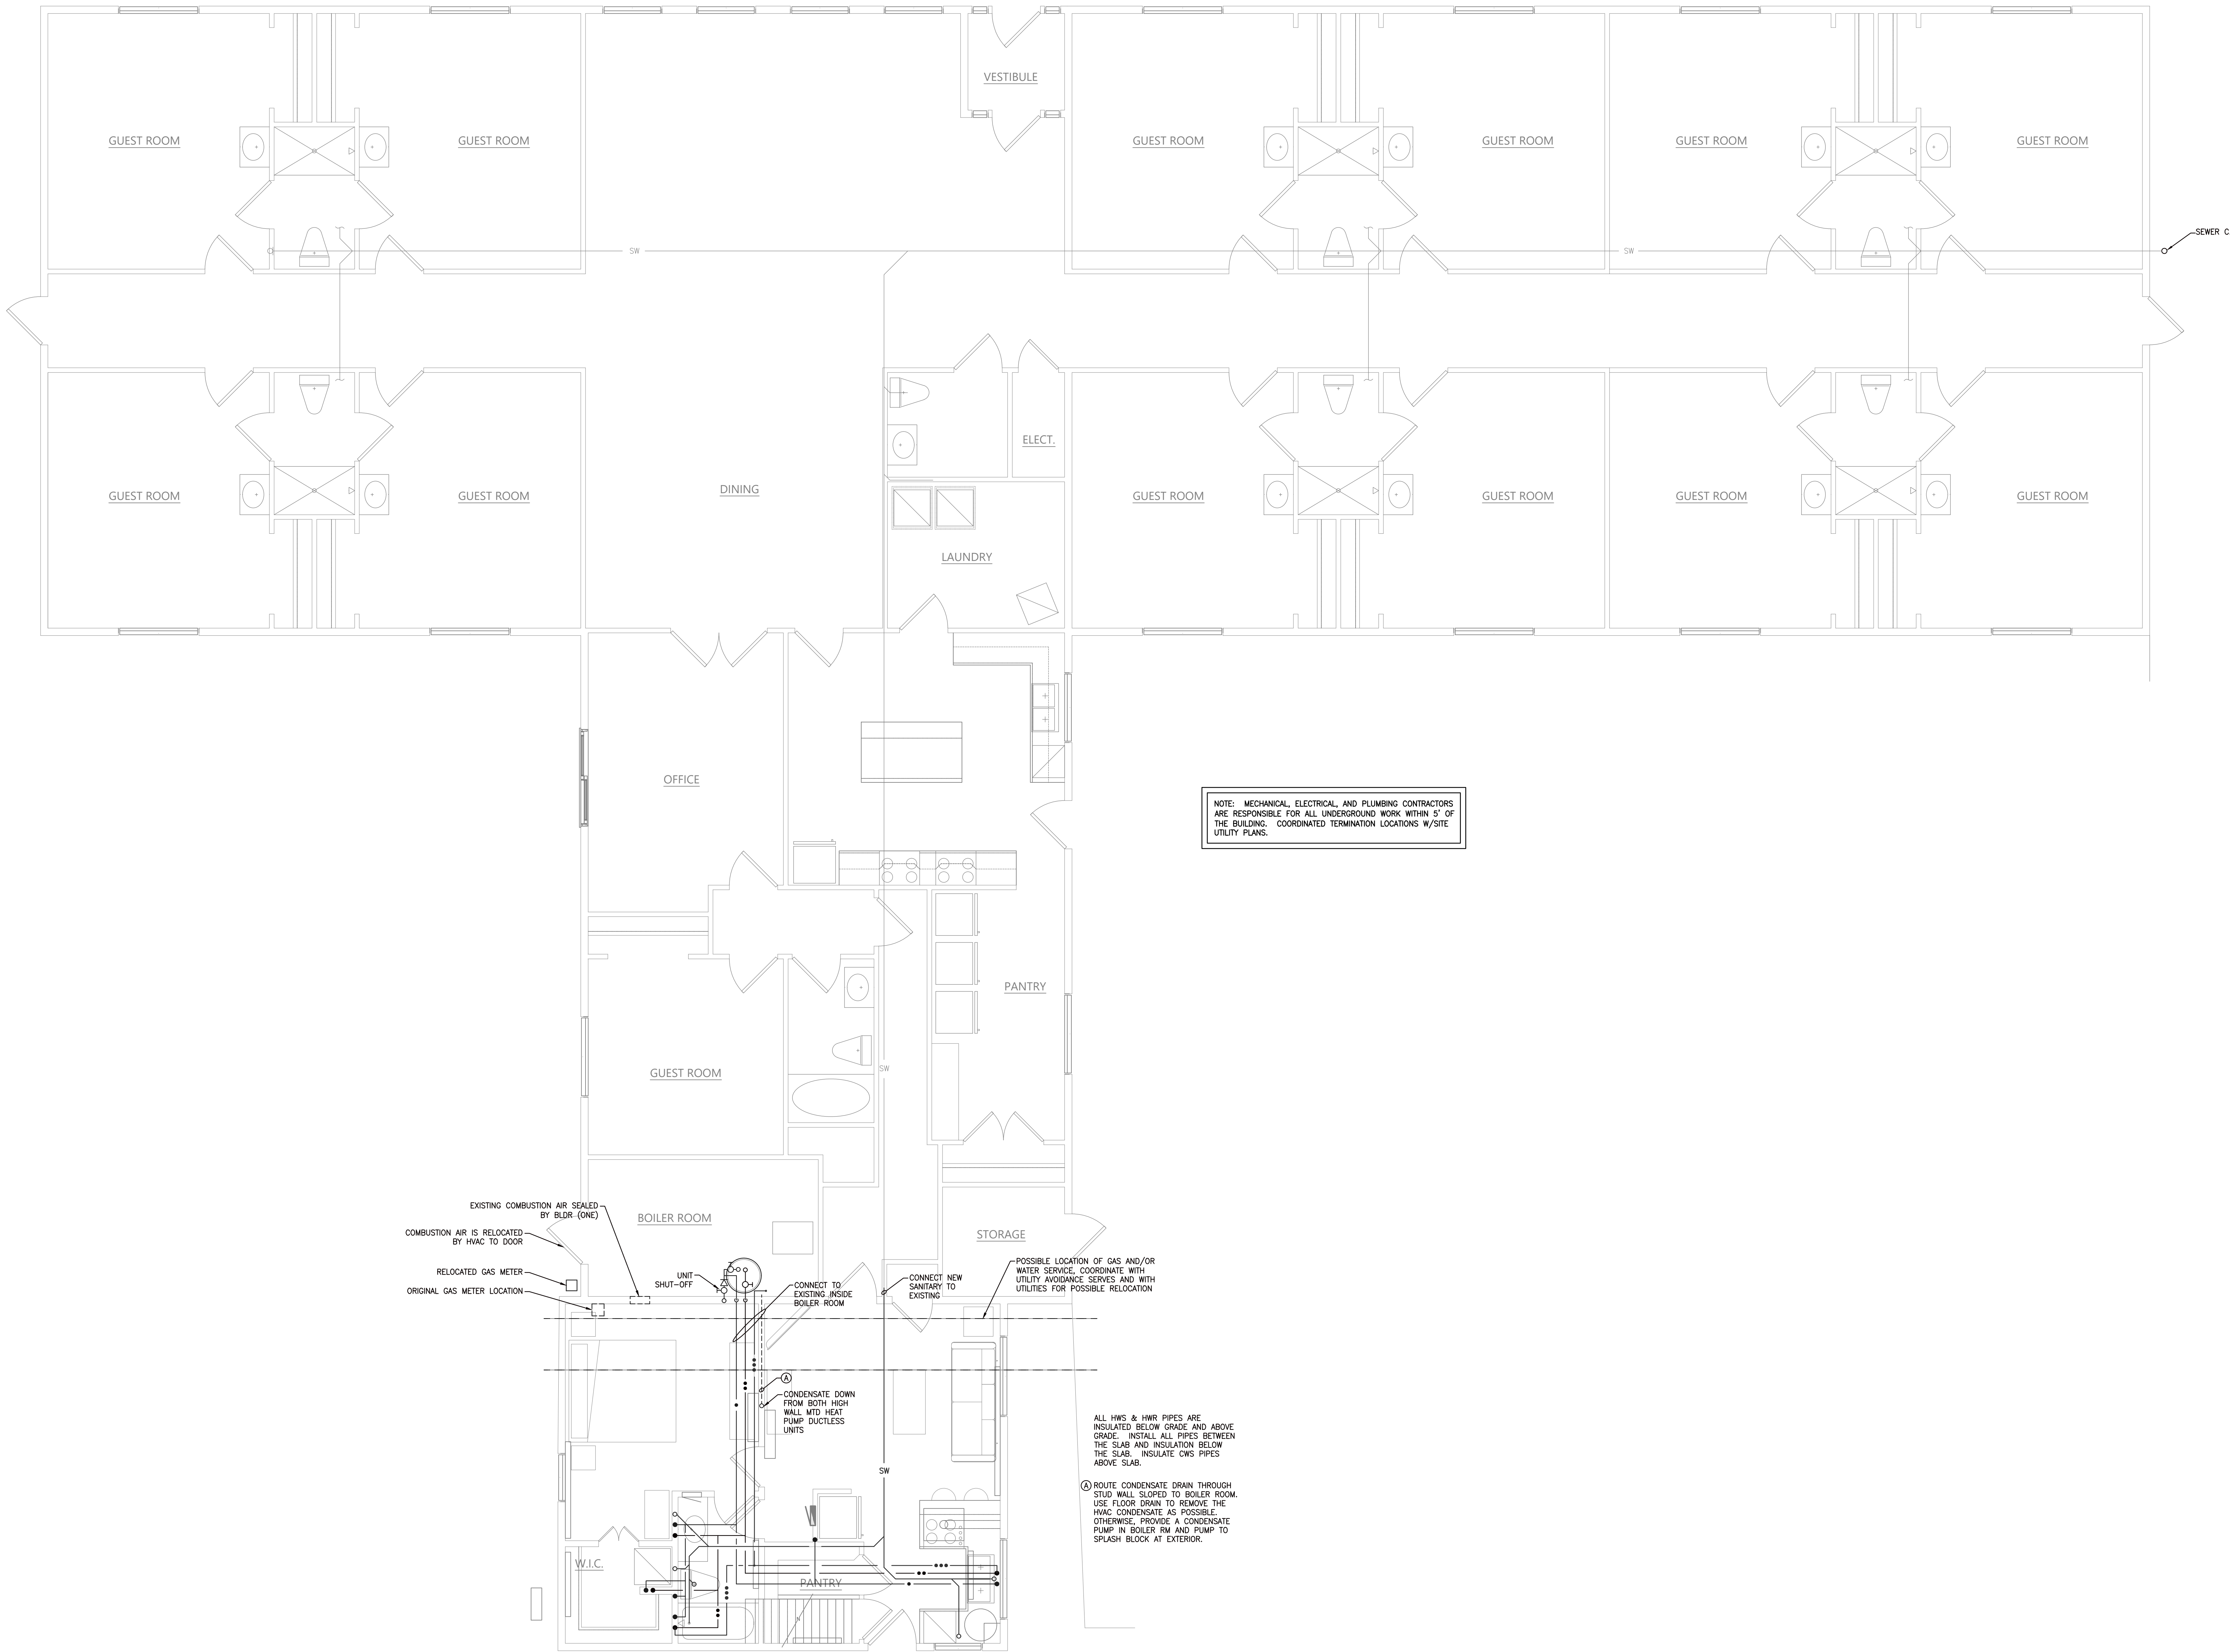 VESTIBULE
GUEST ROOM
GUEST ROOM
GUEST ROOM
GUEST ROOM
GUEST ROOM
GUEST ROOM
SEWER C
SW
SW
ELECT.
DINING
GUEST ROOM
GUEST ROOM
GUEST ROOM
GUEST ROOM
GUEST ROOM
GUEST ROOM
LAUNDRY
OFFICE
NOTE: MECHANICAL, ELECTRICAL, AND PLUMBING CONTRACTORS
ARE RESPONSIBLE FOR ALL UNDERGROUND WORK WITHIN 5' OF
THE BUILDING. COORDINATED TERMINATION LOCATIONS W/SITE
UTILITY PLANS.
PANTRY
SW
GUEST ROOM
EXISTING COMBUSTION AIR SEALED
BY BLDR (ONE)
BOILER ROOM
COMBUSTION AIR IS RELOCATED
BY HVAC TO DOOR
STORAGE
RELOCATED GAS METER
ORIGINAL GAS METER LOCATION
UNIT
SHUT-OFF
CONNECT TO
EXISTING INSIDE
BOILER ROOM
CONNECT NEW
SANITARY TO
EXISTING
POSSIBLE LOCATION OF GAS AND/OR
WATER SERVICE, COORDINATE WITH
UTILITY AVOIDANCE SERVES AND WITH
UTILITIES FOR POSSIBLE RELOCATION
A
CONDENSATE DOWN
FROM BOTH HIGH
WALL MTD HEAT
PUMP DUCTLESS
UNITS
SW
ALL HWS & HWR PIPES ARE
INSULATED BELOW GRADE AND ABOVE
GRADE. INSTALL ALL PIPES BETWEEN
THE SLAB AND INSULATION BELOW
THE SLAB. INSULATE CWS PIPES
ABOVE SLAB.
A ROUTE CONDENSATE DRAIN THROUGH
STUD WALL SLOPED TO BOILER ROOM.
USE FLOOR DRAIN TO REMOVE THE
HVAC CONDENSATE AS POSSIBLE.
OTHERWISE, PROVIDE A CONDENSATE
PUMP IN BOILER RM AND PUMP TO
SPLASH BLOCK AT EXTERIOR.
W.I.C.
PANTRY